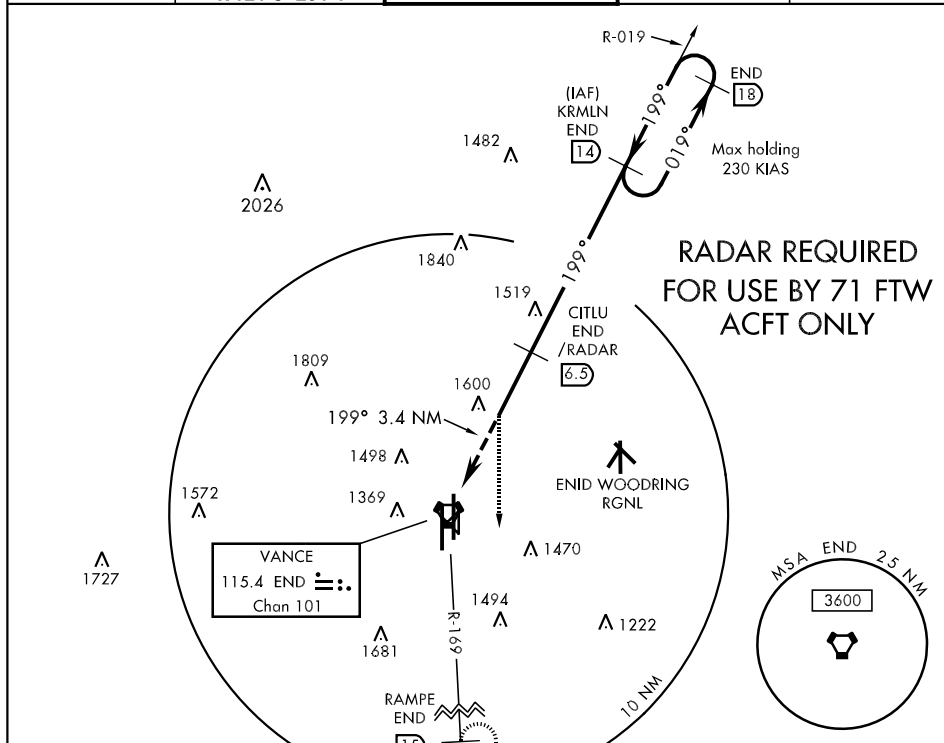 R-019
END
18
(IAF)
KRMLN
END
14
199°
019°
Max holding
230 KIAS
1482
2026
1840
199°
RADAR REQUIRED
FOR USE BY 71 FTW
ACFT ONLY
1519
CITLU
END
/RADAR
6.5
1809
1600
199° 3.4 NM
1498
ENID WOODRING
RGNL
1572
1369
VANCE
115.4 END
Chan 101
1727
1470
MSA END 25 NM
3600
R-169
1494
1222
1681
10 NM
RAMPE
END
15